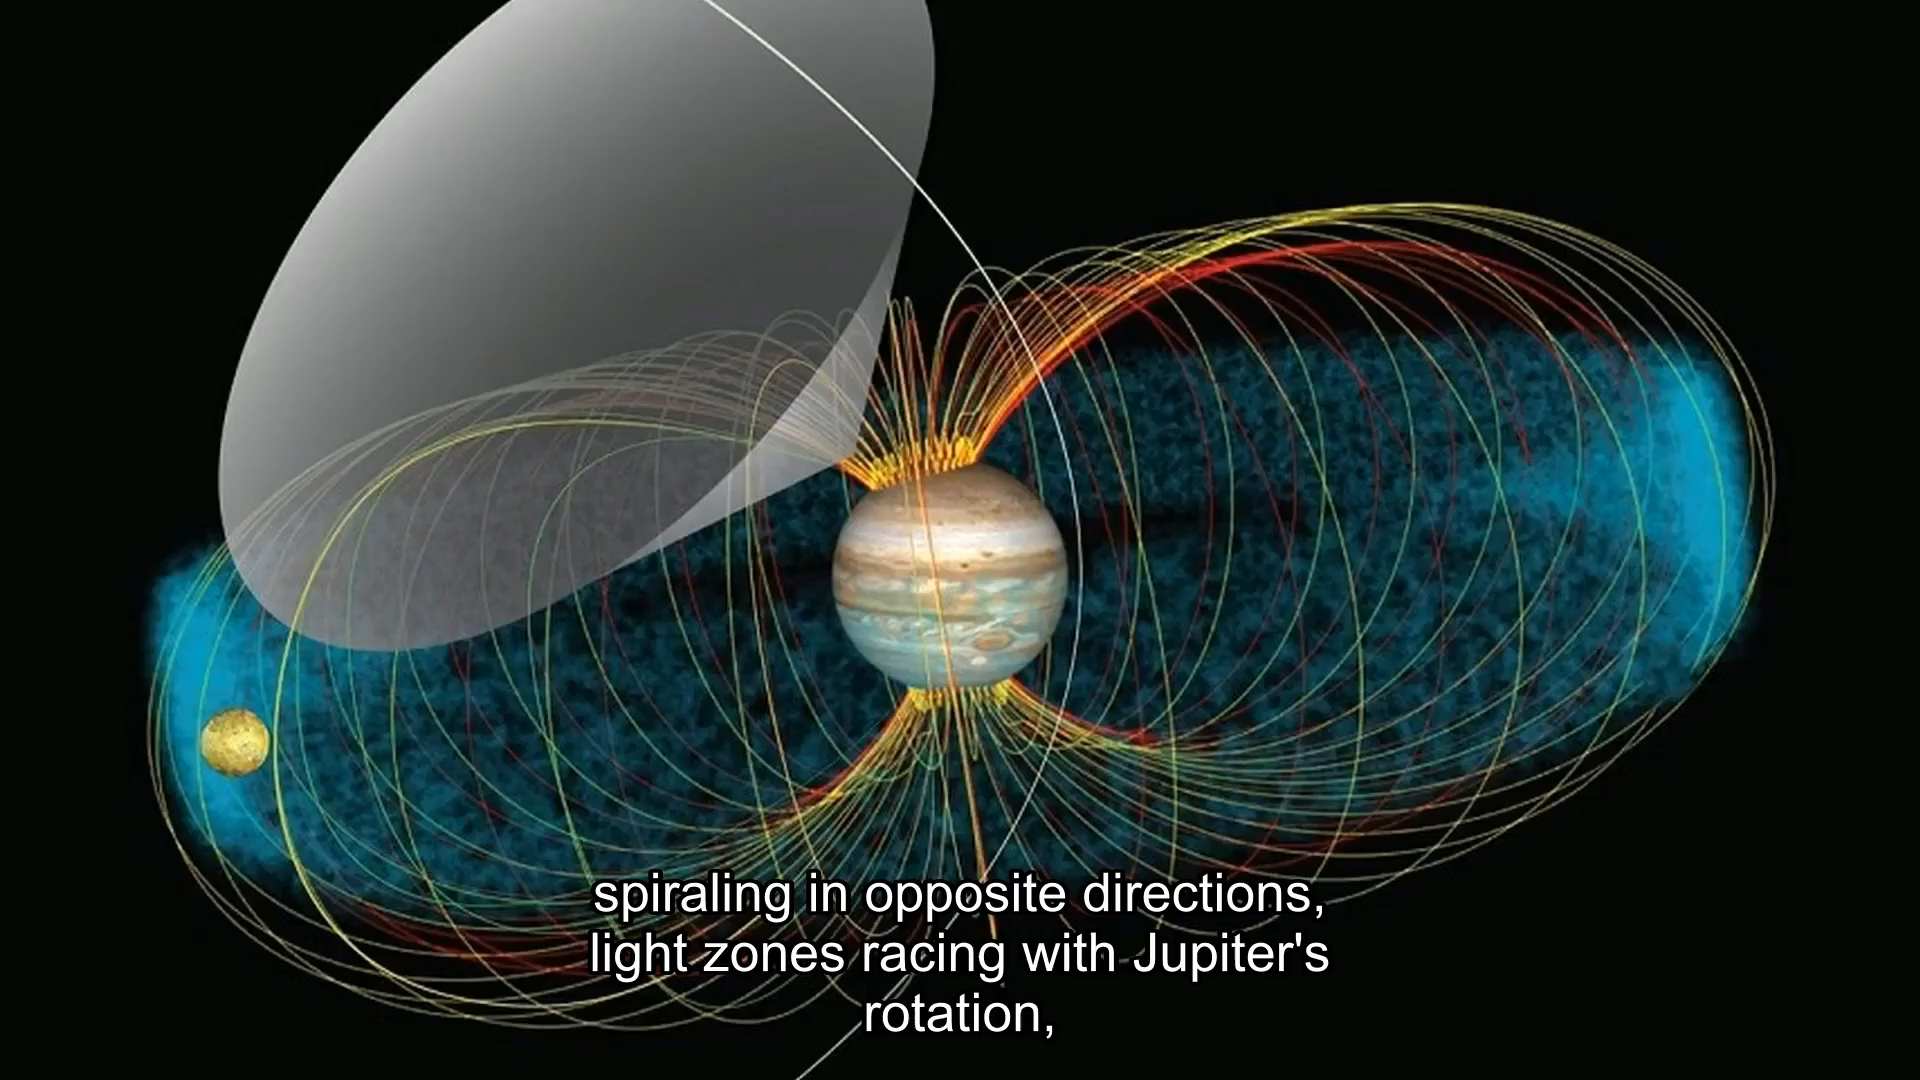 spiraling in opposite directions,
light zones racing with Jupiter's
rotation,